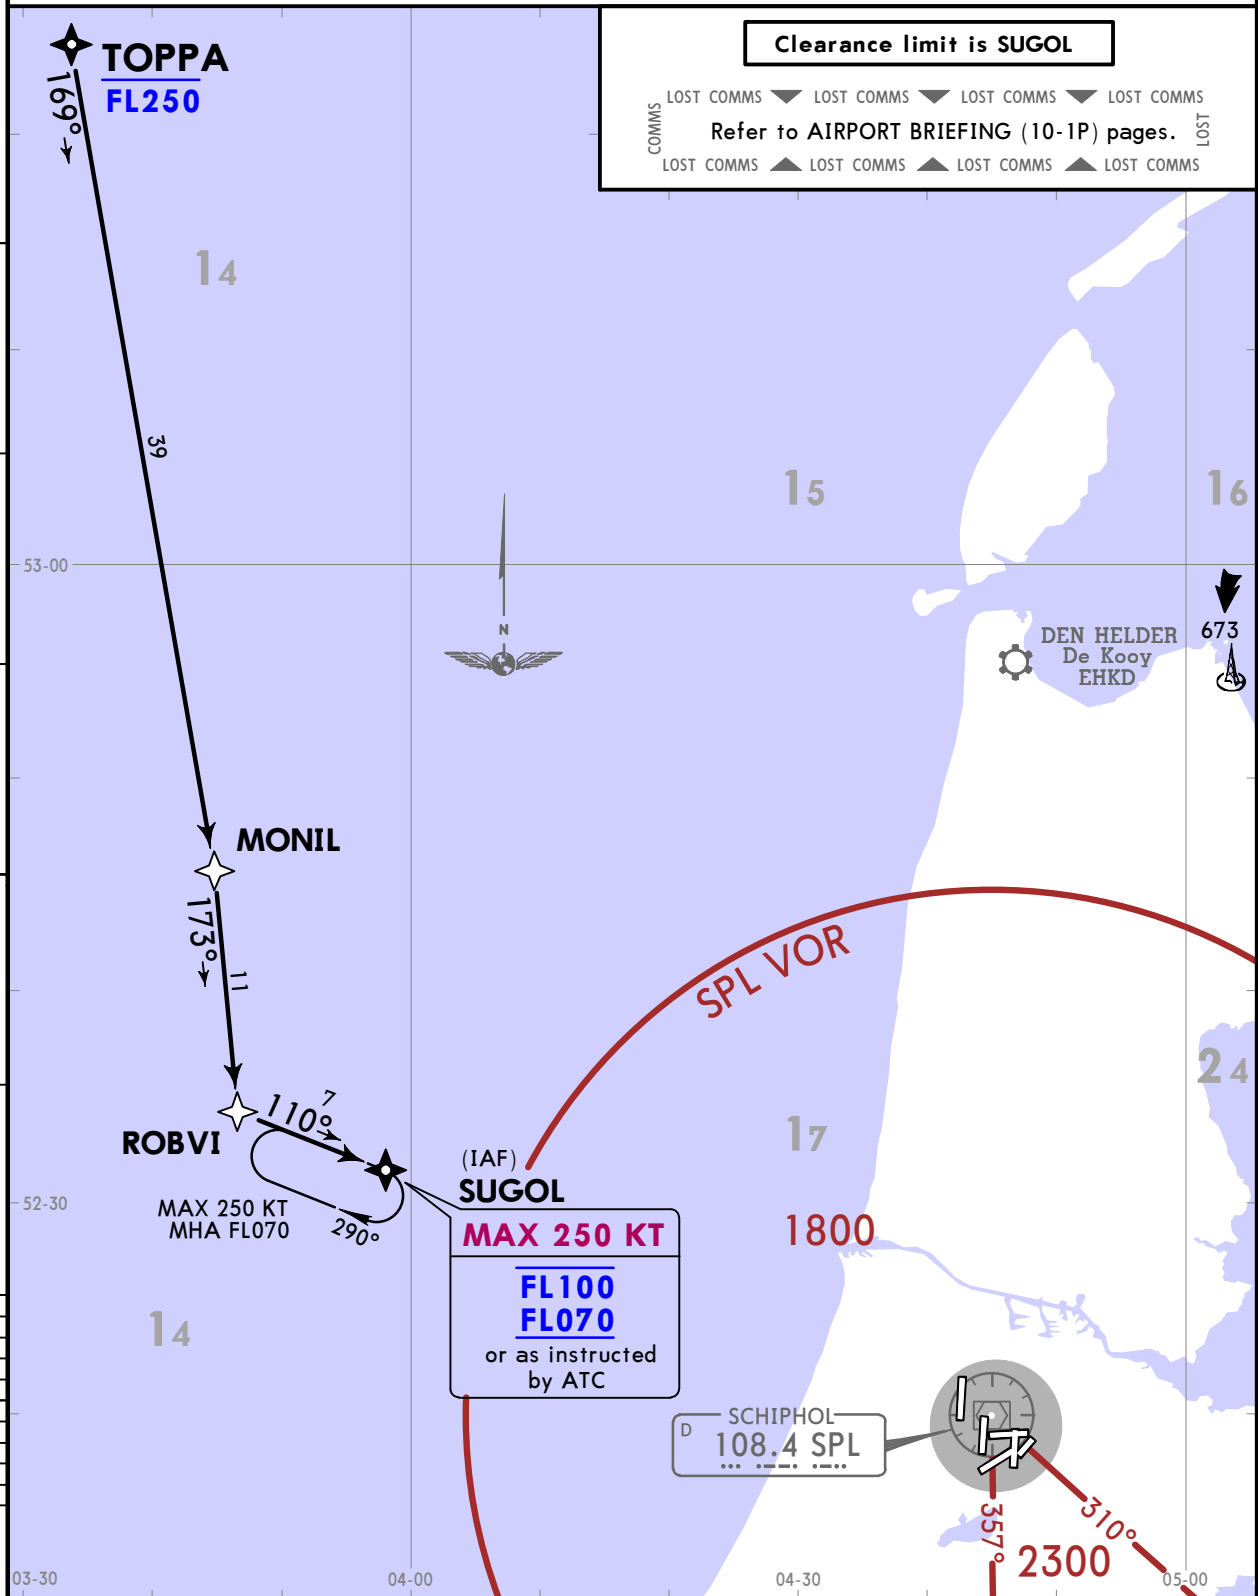 TOPPA
FL250
169°
Clearance limit is SUGOL
LOST COMMS LOST COMMS LOST COMMS LOST COMMS
COMMS
Refer to AIRPORT BRIEFING (10-1P) pages.
LOST
LOST COMMS LOST COMMS LOST COMMS LOST COMMS
14
39
15
16
53-00
N
DEN HELDER
De Kooy
EHKD
673
MONIL
173°
11
SPL VOR
24
7
110°
ROBVI
17
(IAF)
SUGOL
52-30
MAX 250 KT
MHA FL070
290°
MAX 250 KT
FL100
FL070
or as instructed
by ATC
1800
14
SCHIPHOL
D
108.4 SPL
357°
310°
2300
03-30
04-00
04-30
05-00